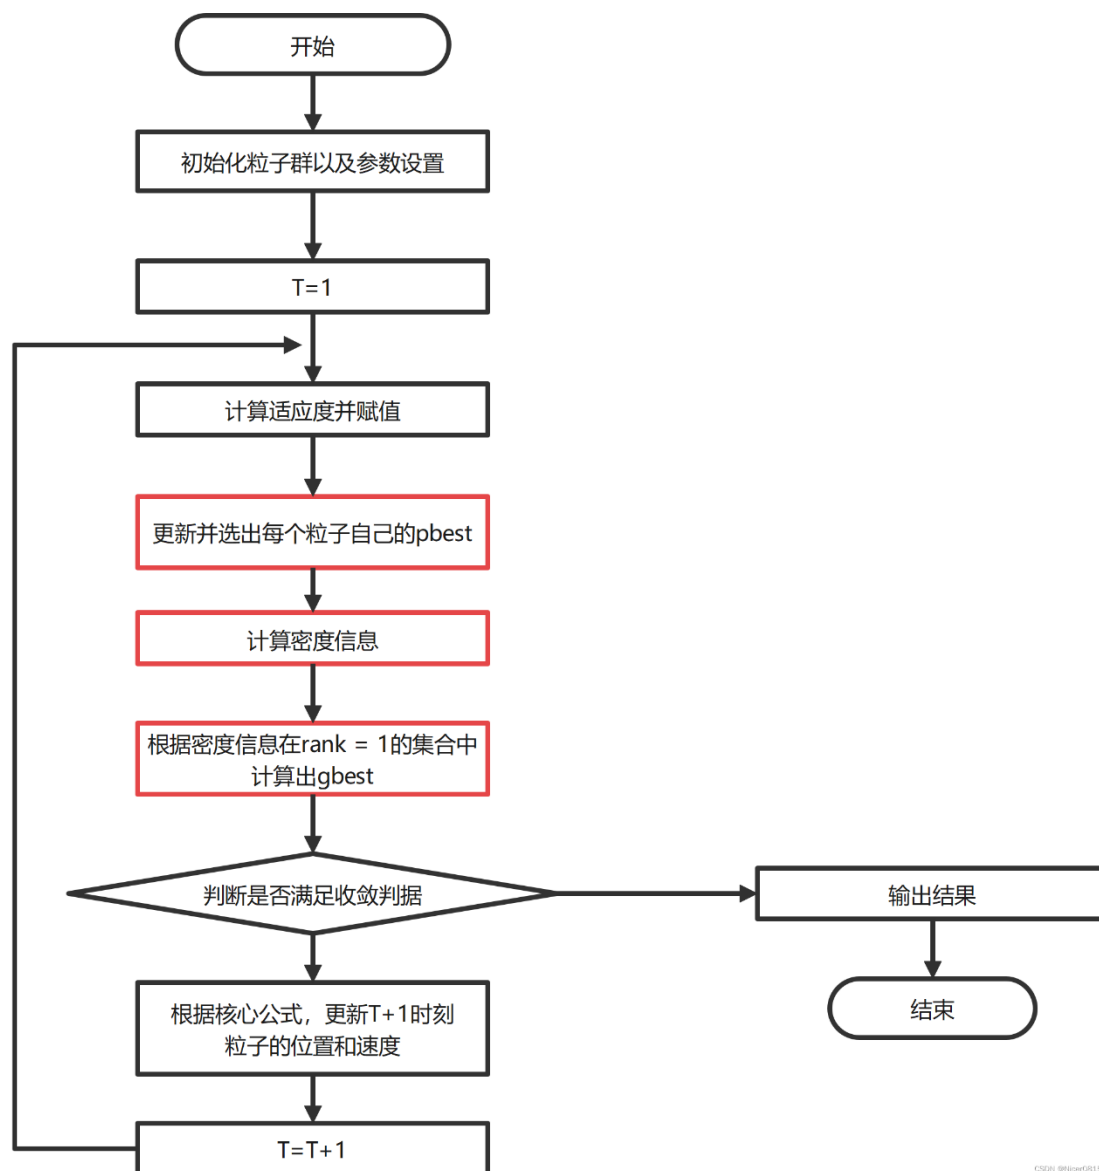 开始
初始化粒子群以及参数设置
T=1
计算适应度并赋值
更新并选出每个粒子自己的pbest
计算密度信息
根据密度信息在rank = 1的集合中
计算出gbest
判断是否满足收敛判据
输出结果
根据核心公式，更新T+1时刻
粒子的位置和速度
结束
T=T+1